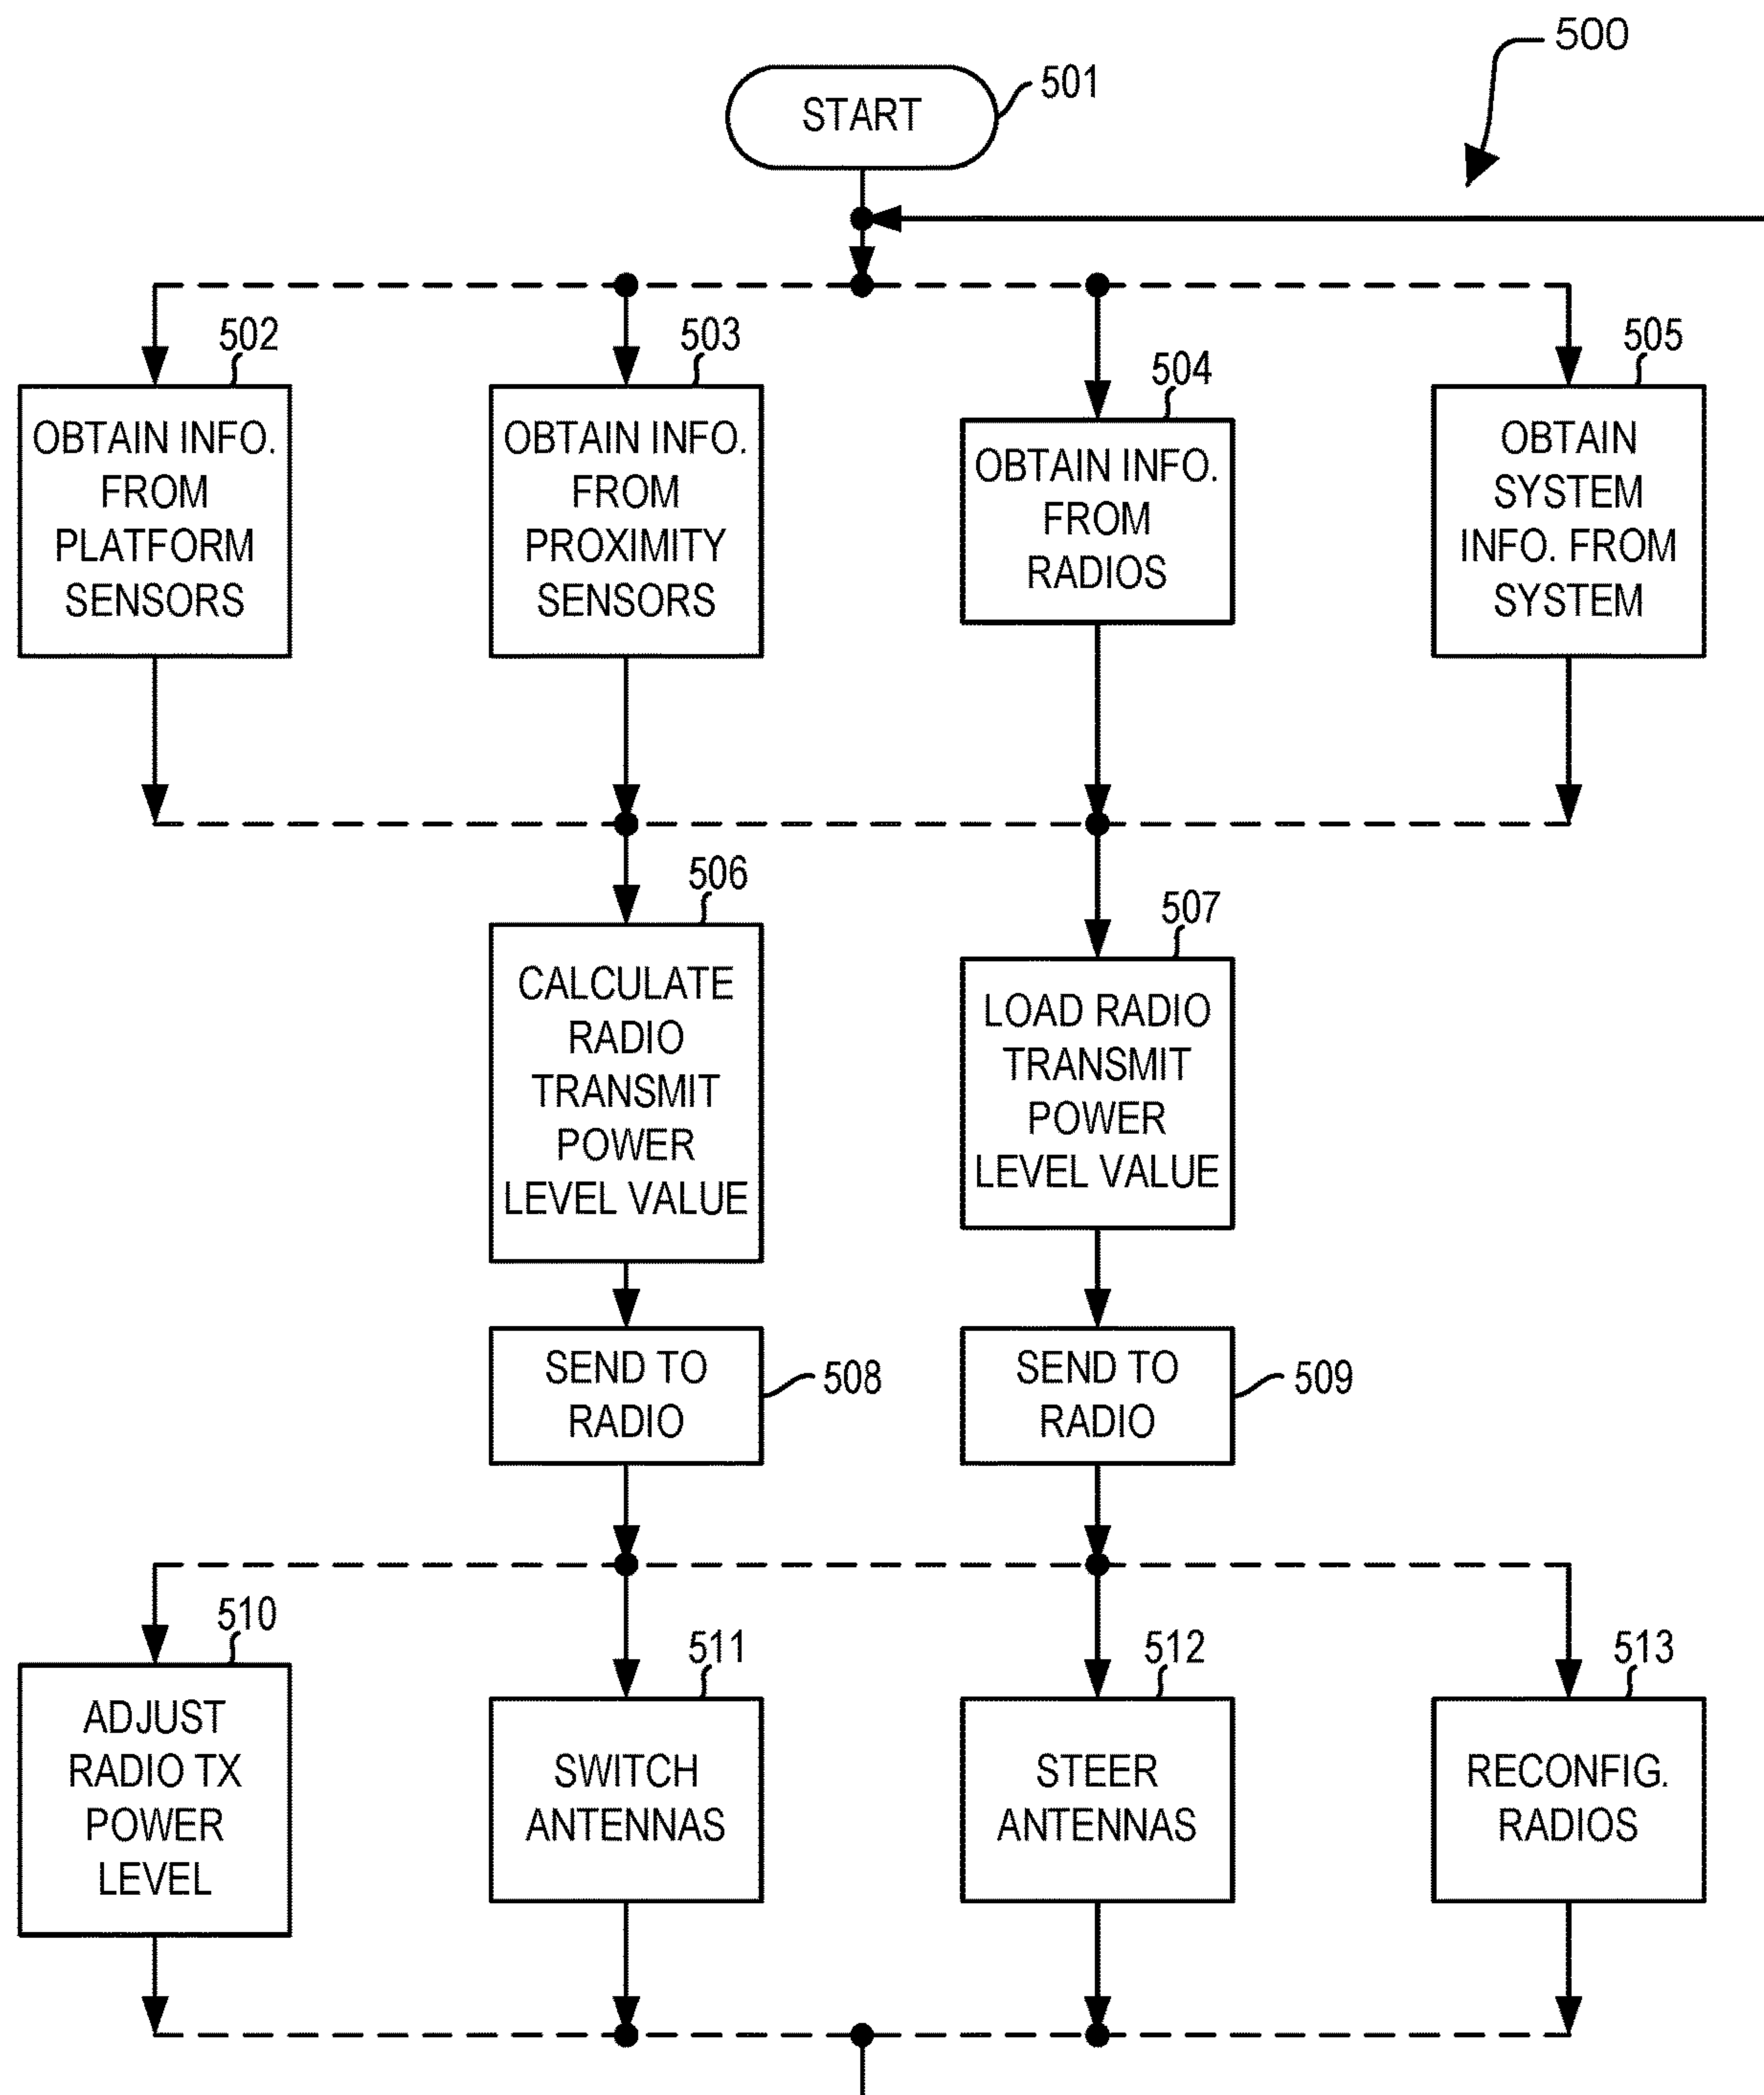 500
501
START
502
OBTAIN INFO.
FROM
PLATFORM
SENSORS
503
OBTAIN INFO.
FROM
PROXIMITY
SENSORS
504
OBTAIN INFO.
FROM
RADIOS
505
OBTAIN
SYSTEM
INFO. FROM
SYSTEM
506
CALCULATE
RADIO
TRANSMIT
POWER
LEVEL VALUE
507
LOAD RADIO
TRANSMIT
POWER
LEVEL VALUE
SEND TO
RADIO
508
SEND TO
RADIO
509
510
ADJUST
RADIO TX
POWER
LEVEL
511
SWITCH
ANTENNAS
512
STEER
ANTENNAS
513
RECONFIG.
RADIOS